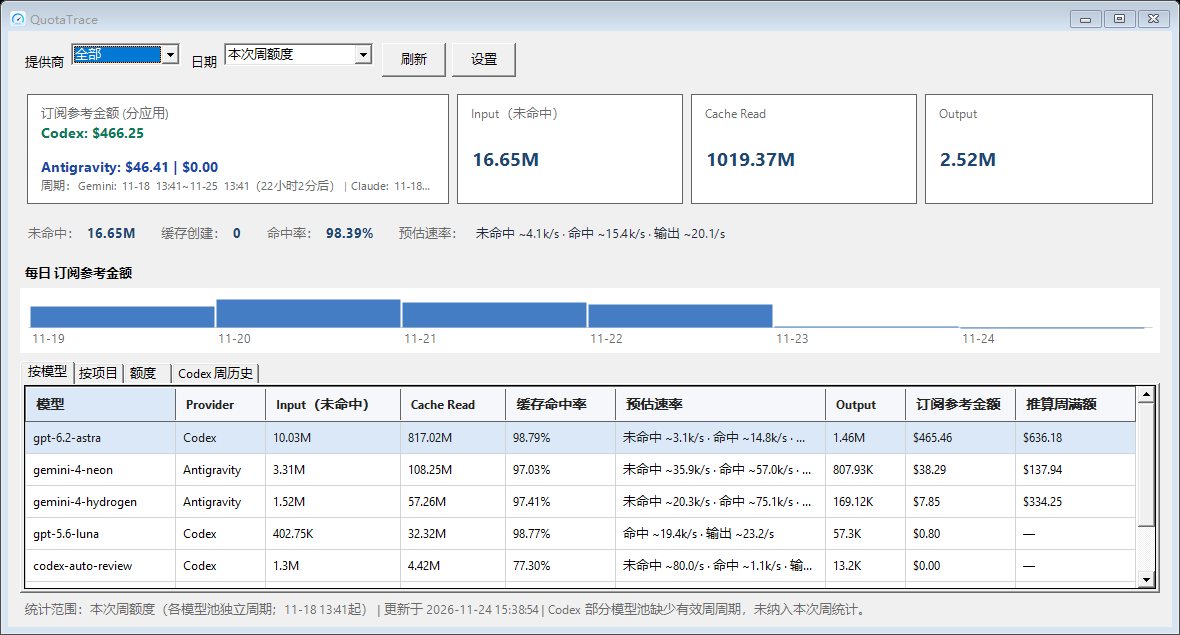 QuotaTrace
提供商 全部 日期 本次周额度 刷新 设置
订阅参考金额 (分应用)
Codex: $466.25
Antigravity: $46.41 | $0.00
周期: Gemini: 11-18 13:41~11-25 13:41（22小时2分后） | Claude: 11-18...
Input（未命中）
16.65M
Cache Read
1019.37M
Output
2.52M
未命中: 16.65M 缓存创建: 0 命中率: 98.39% 预估速率: 未命中 ~4.1k/s · 命中 ~15.4k/s · 输出 ~20.1/s
每日 订阅参考金额
11-19 11-20 11-21 11-22 11-23 11-24
按模型 按项目 额度 Codex 周历史
模型 Provider Input（未命中） Cache Read 缓存命中率 预估速率 Output 订阅参考金额 推算周满额
gpt-6.2-astra Codex 10.03M 817.02M 98.79% 未命中 ~3.1k/s · 命中 ~14.8k/s · ... 1.46M $465.46 $636.18
gemini-4-neon Antigravity 3.31M 108.25M 97.03% 未命中 ~35.9k/s · 命中 ~57.0k/s · ... 807.93K $38.29 $137.94
gemini-4-hydrogen Antigravity 1.52M 57.26M 97.41% 未命中 ~20.3k/s · 命中 ~75.1k/s · ... 169.12K $7.85 $334.25
gpt-5.6-luna Codex 402.75K 32.32M 98.77% 命中 ~19.4k/s · 输出 ~23.2/s 57.3K $0.80 —
codex-auto-review Codex 1.3M 4.42M 77.30% 未命中 ~80.0/s · 命中 ~1.1k/s · 输... 13.2K $0.00 —
统计范围：本次周额度（各模型池独立周期；11-18 13:41起） | 更新于 2026-11-24 15:38:54 | Codex 部分模型池缺少有效周周期，未纳入本次周统计。